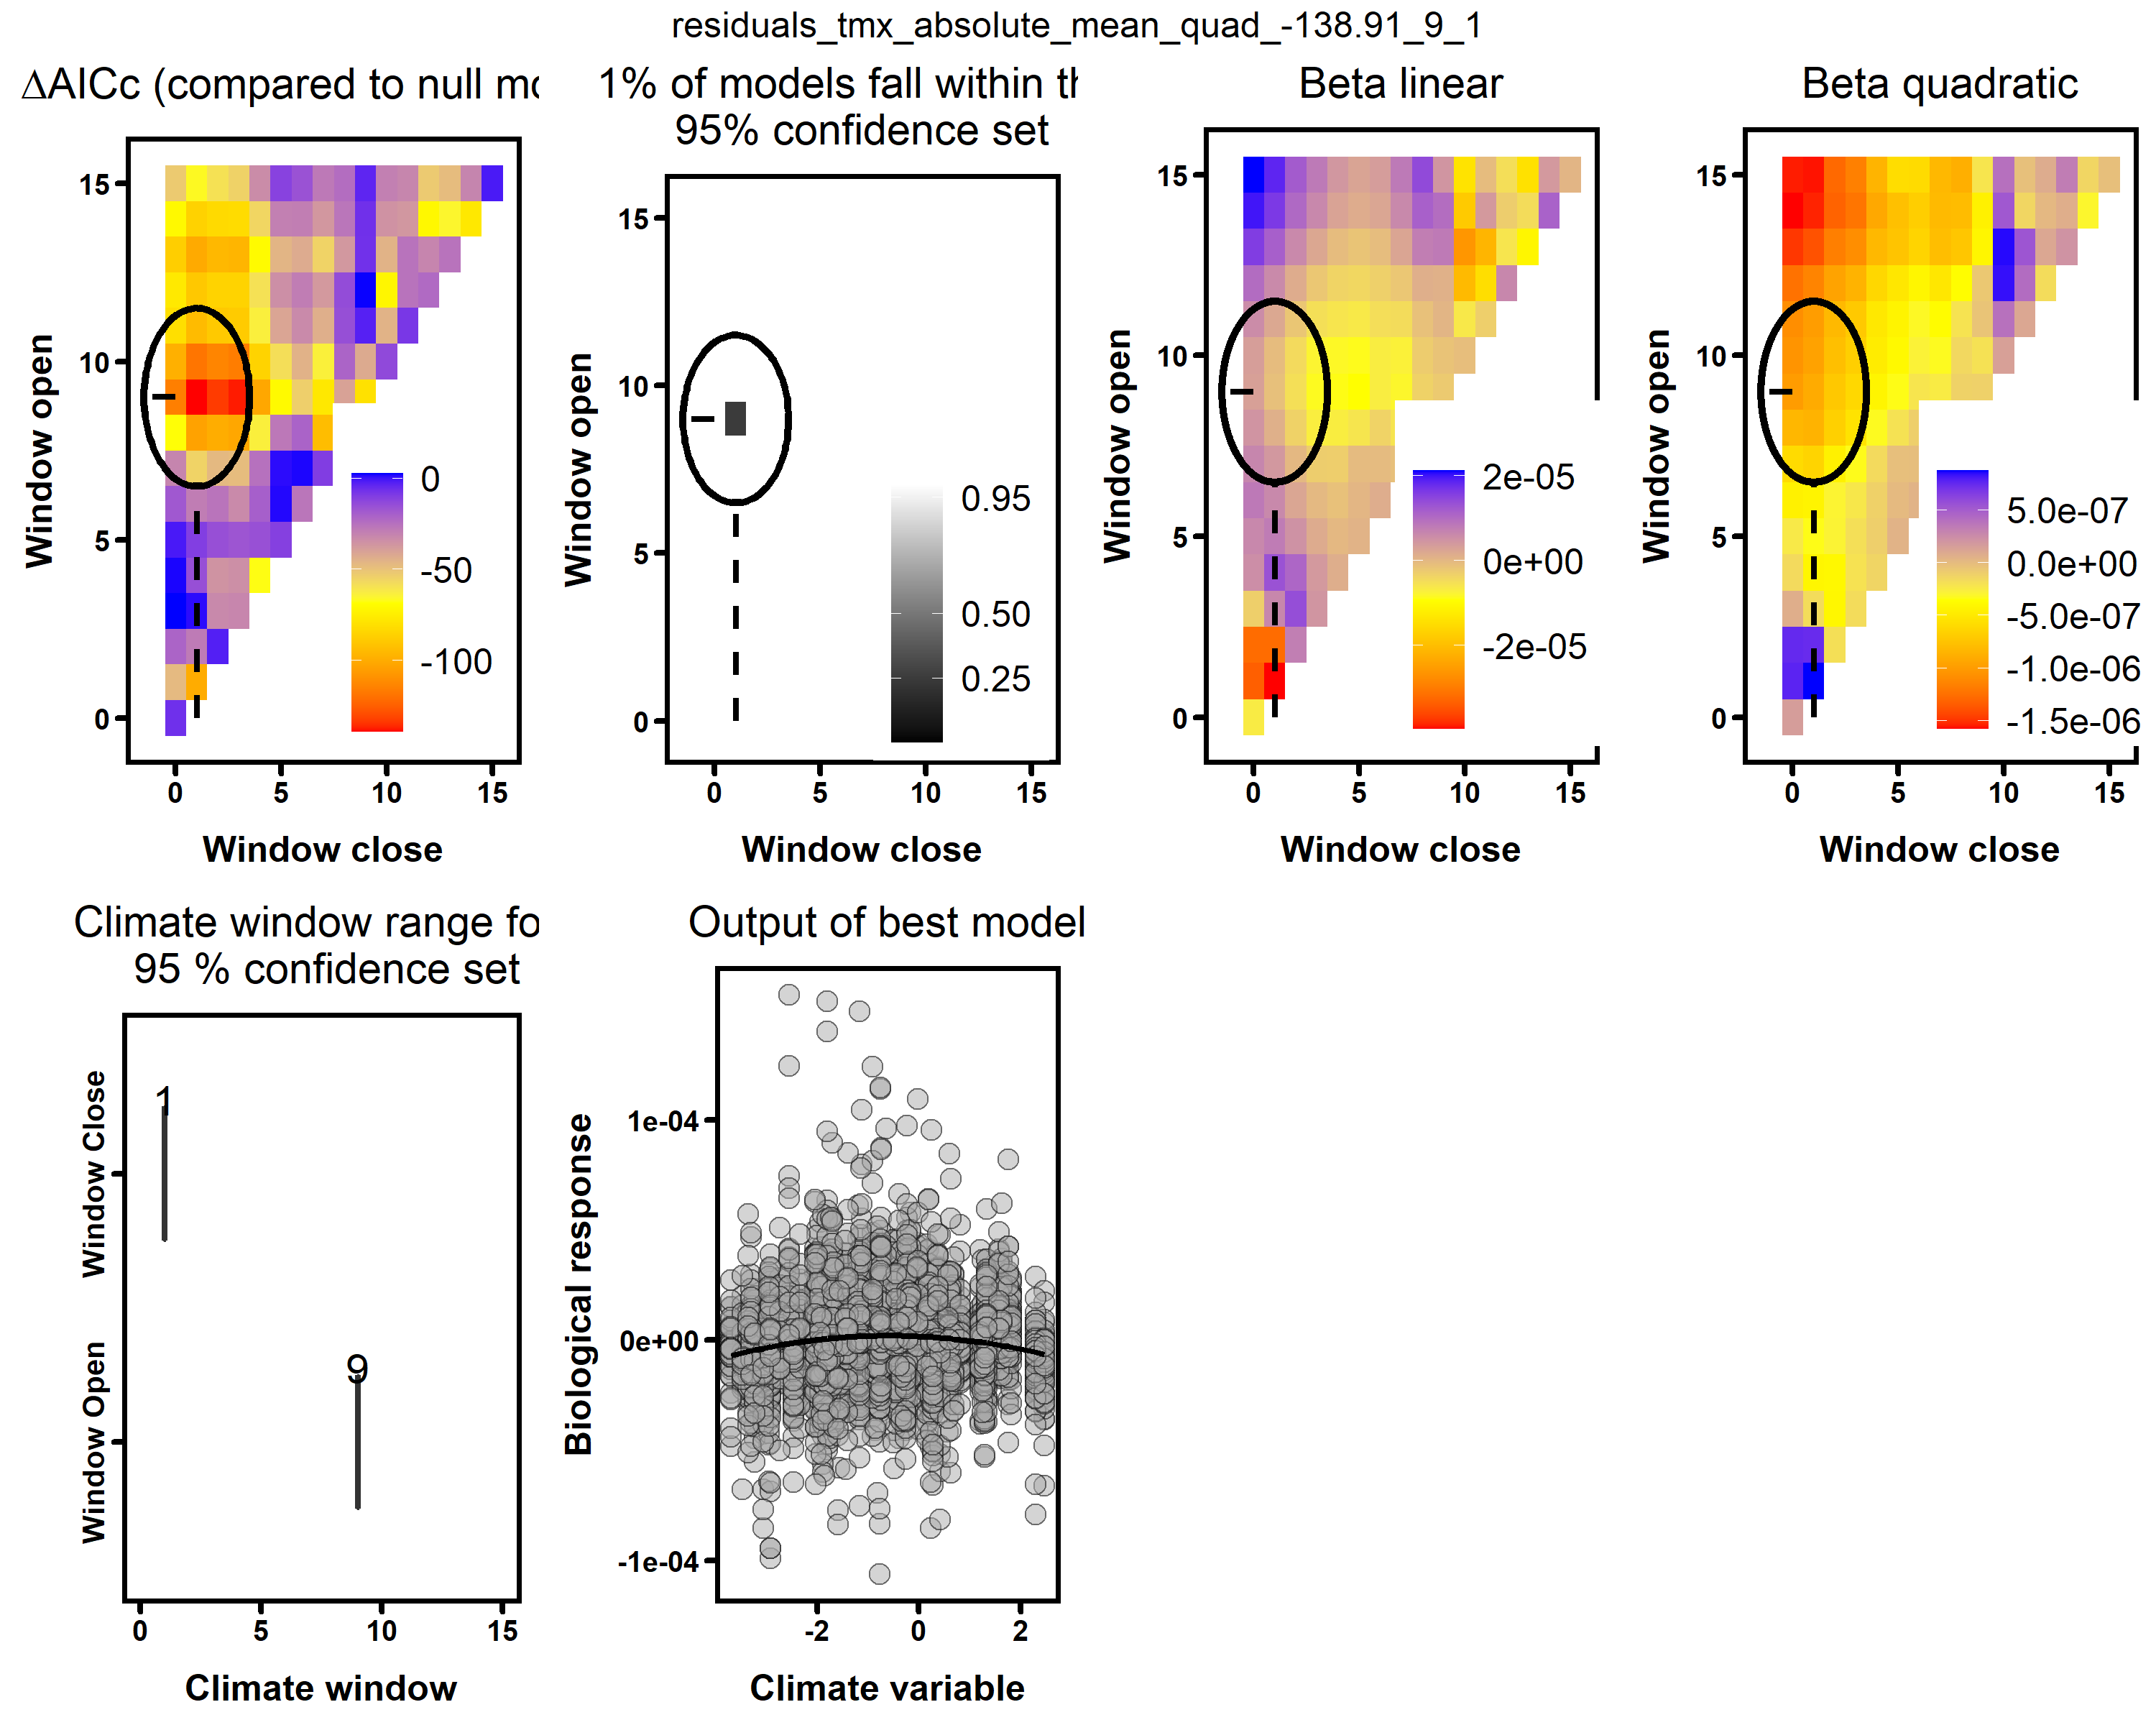 residuals_tmx_absolute_mean_quad_-138.91_9_1
ΔAICc (compared to null mo
15
10
5
0
0
-50
-100
0 5 10 15
Window open
Window close
1% of models fall within th
95% confidence set
15
10
5
0
0.95
0.50
0.25
0 5 10 15
Window open
Window close
Beta linear
15
10
5
0
2e-05
0e+00
-2e-05
0 5 10 15
Window open
Window close
Beta quadratic
15
10
5
0
5.0e-07
0.0e+00
-5.0e-07
-1.0e-06
-1.5e-06
0 5 10 15
Window open
Window close
Climate window range fo
95 % confidence set
Window Close
Window Open
1
9
0 5 10 15
Climate window
Output of best model
1e-04
0e+00
-1e-04
-2 0 2
Biological response
Climate variable